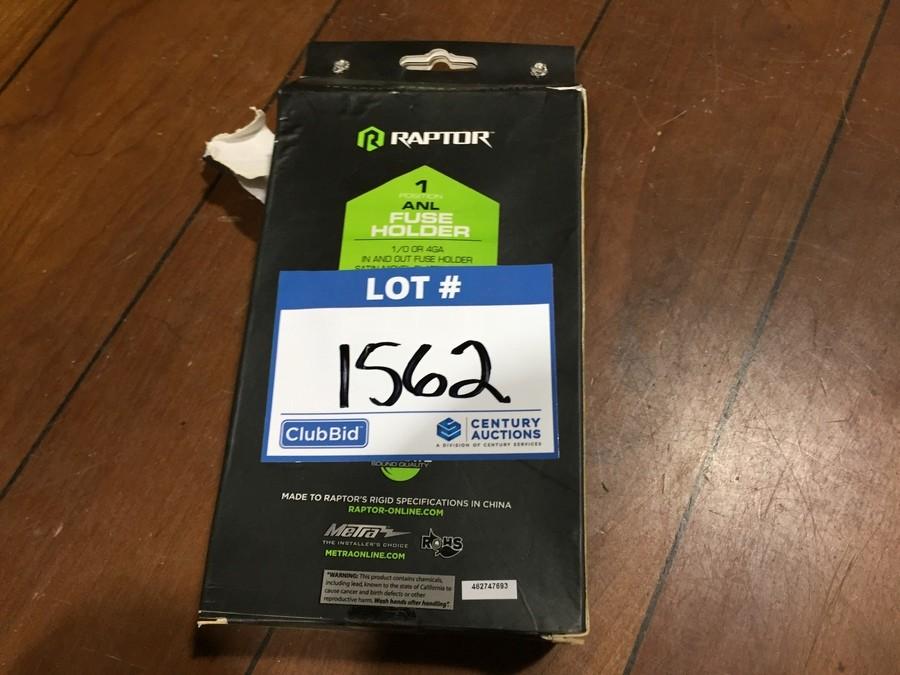 RAPTOR
1
POSITION
ANL
FUSE
HOLDER
1/0 OR 4GA
IN AND OUT FUSE HOLDER
LOT #
1562
ClubBid
CENTURY
AUCTIONS
A DIVISION OF CENTURY SERVICES
SOUND QUALITY
MADE TO RAPTOR'S RIGID SPECIFICATIONS IN CHINA
RAPTOR-ONLINE.COM
Metra
THE INSTALLER'S CHOICE
METRAONLINE.COM
ROHS
"WARNING: This product contains chemicals,
including lead, known to the state of California to
cause cancer and birth defects or other
reproductive harm. Wash hands after handling"
462747693